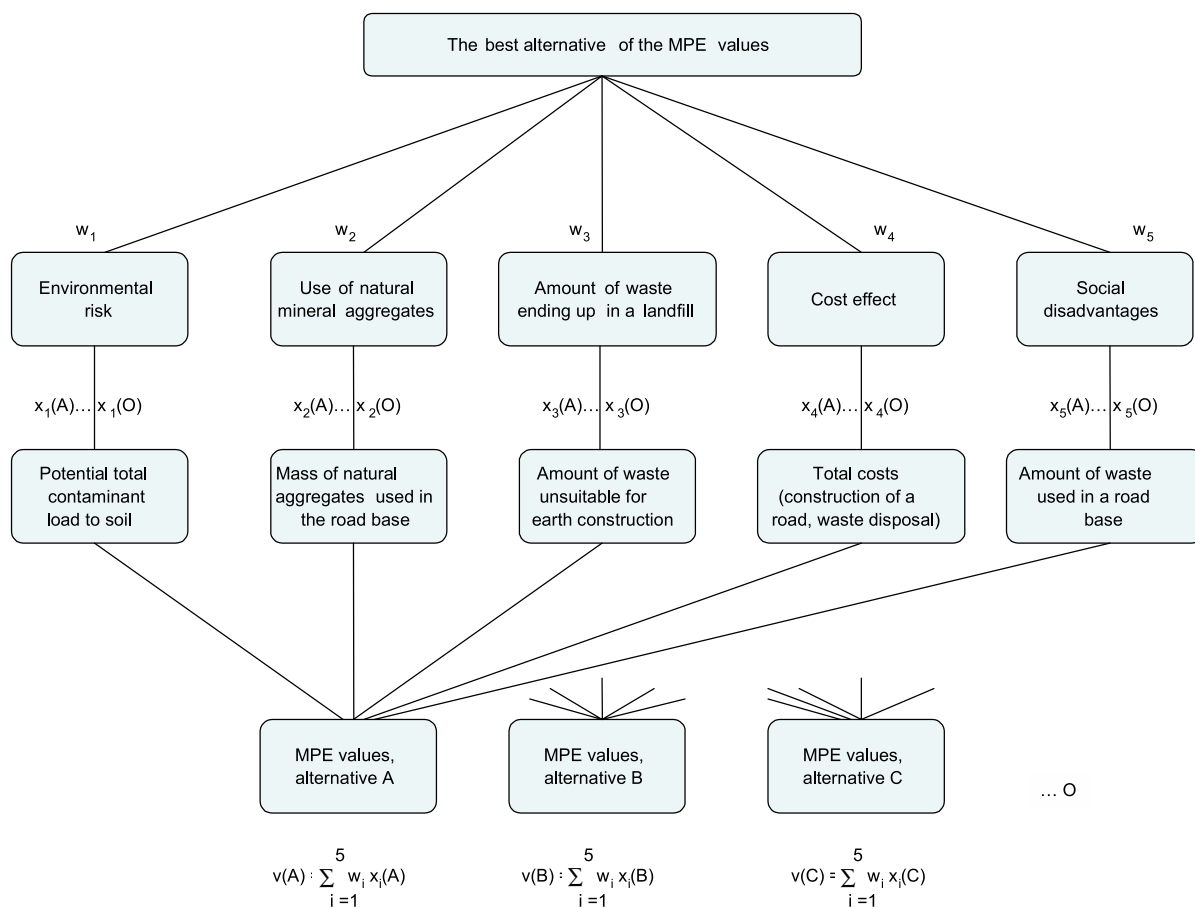 The best alternative of the MPE values
w1
w2
w3
w4
w5
Environmental
risk
Use of natural
mineral aggregates
Amount of waste
ending up in a landfill
Cost effect
Social
disadvantages
x1(A)... x1(O)
x2(A)... x2(O)
x3(A)... x3(O)
x4(A)... x4(O)
x5(A)... x5(O)
Potential total
contaminant
load to soil
Mass of natural
aggregates used in
the road base
Amount of waste
unsuitable for
earth construction
Total costs
(construction of a
road, waste disposal)
Amount of waste
used in a road
base
MPE values,
alternative A
MPE values,
alternative B
MPE values,
alternative C
... O
5
v(A) = ∑ wi xi(A)
i =1
5
v(B) = ∑ wi xi(B)
i =1
5
v(C) = ∑ wi xi(C)
i =1